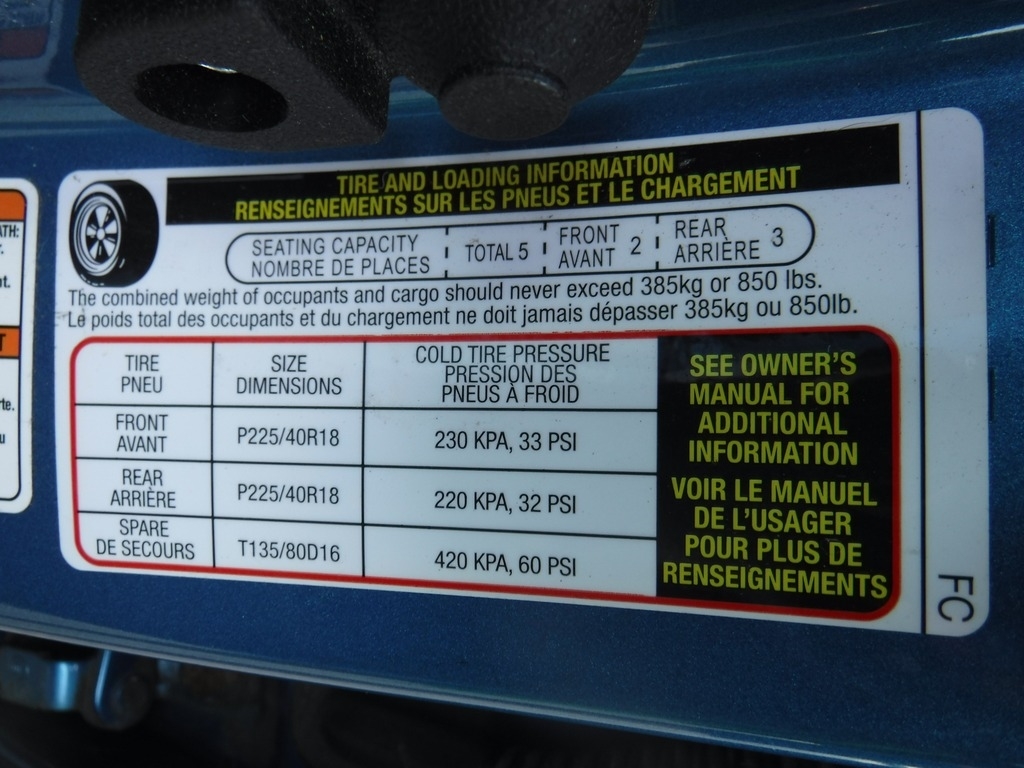 TIRE AND LOADING INFORMATION
RENSEIGNEMENTS SUR LES PNEUS ET LE CHARGEMENT
SEATING CAPACITY
NOMBRE DE PLACES
TOTAL 5
FRONT
AVANT 2
REAR
ARRIÈRE 3
The combined weight of occupants and cargo should never exceed 385kg or 850 lbs.
Le poids total des occupants et du chargement ne doit jamais dépasser 385kg ou 850lb.
TIRE
PNEU
SIZE
DIMENSIONS
COLD TIRE PRESSURE
PRESSION DES
PNEUS À FROID
FRONT
AVANT
P225/40R18
230 KPA, 33 PSI
REAR
ARRIÈRE
P225/40R18
220 KPA, 32 PSI
SPARE
DE SECOURS
T135/80D16
420 KPA, 60 PSI
SEE OWNER'S
MANUAL FOR
ADDITIONAL
INFORMATION
VOIR LE MANUEL
DE L'USAGER
POUR PLUS DE
RENSEIGNEMENTS
FC